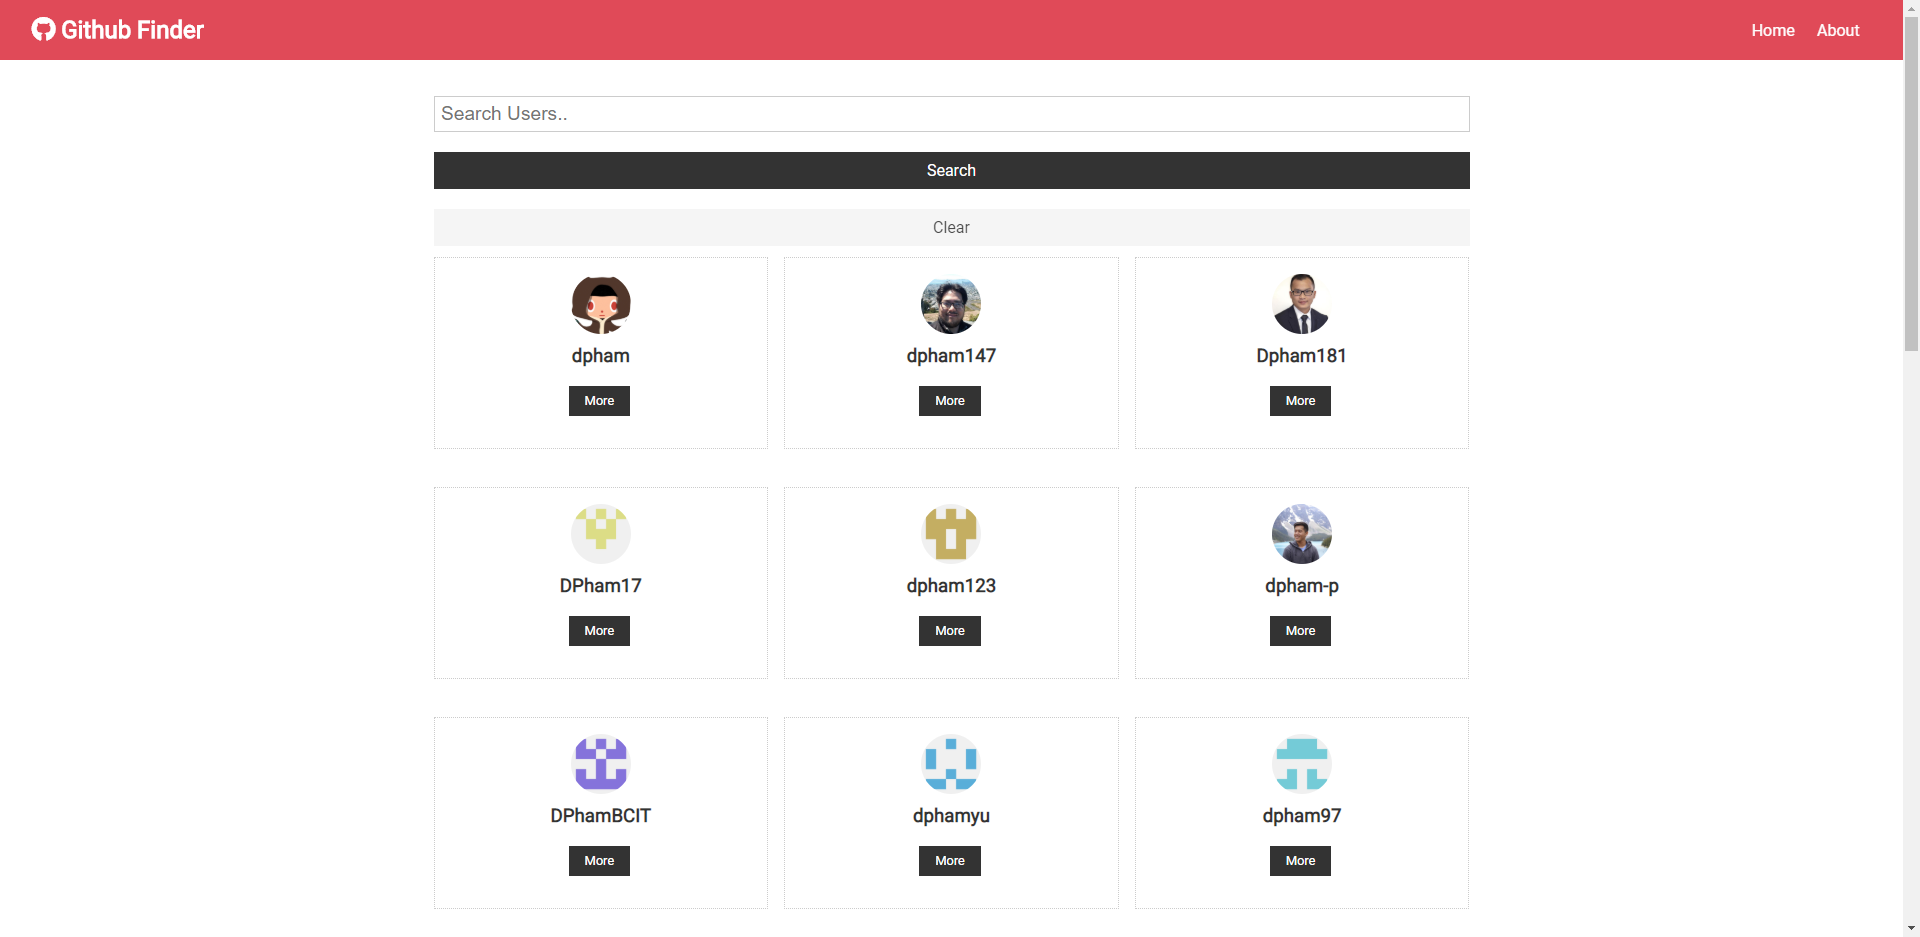 Github Finder
Home About
Search Users..
Search
Clear
dpham dpham147 Dpham181
More More More
DPham17 dpham123 dpham-p
More More More
DPhamBCIT dphamyu dpham97
More More More